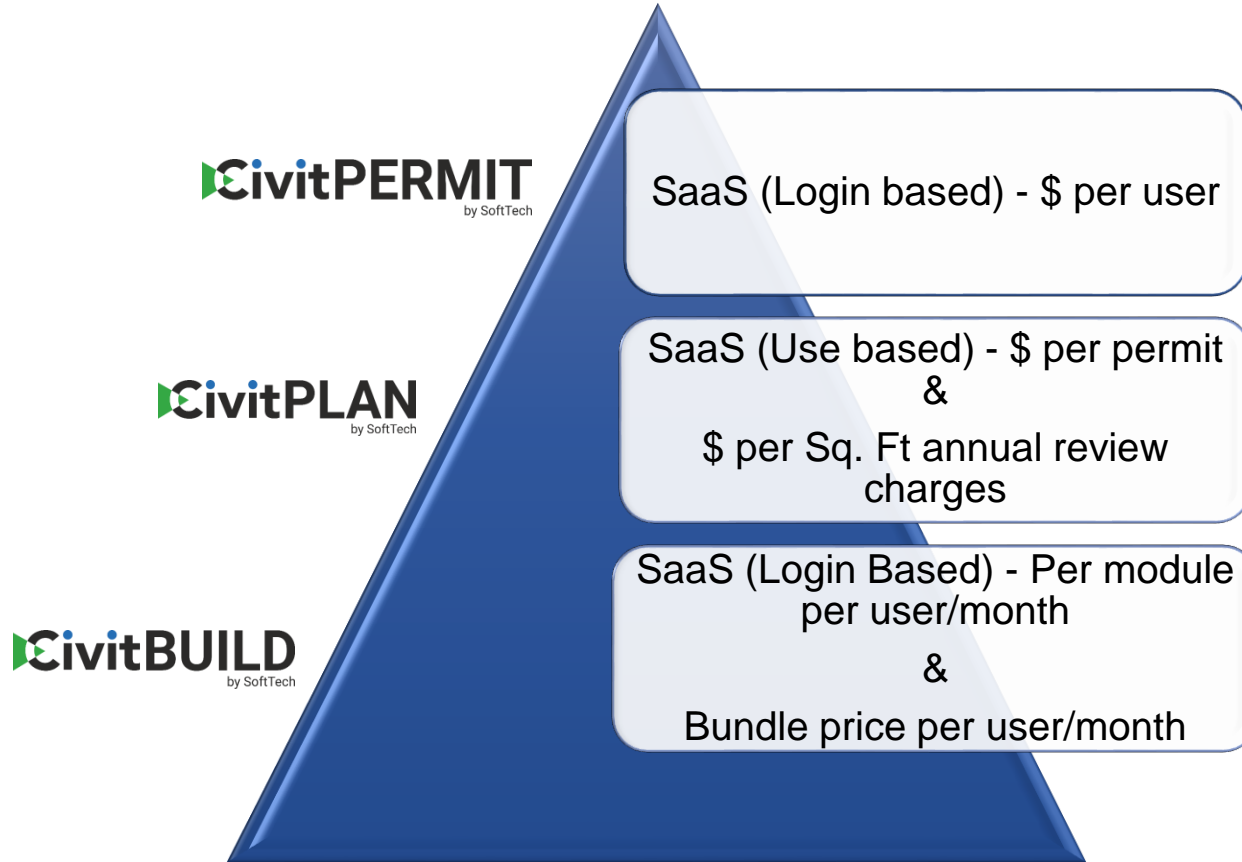 CivitPERMIT
by SoftTech
SaaS (Login based) - $ per user
CivitPLAN
by SoftTech
SaaS (Use based) - $ per permit
&
$ per Sq. Ft annual review
charges
CivitBUILD
by SoftTech
SaaS (Login Based) - Per module
per user/month
&
Bundle price per user/month